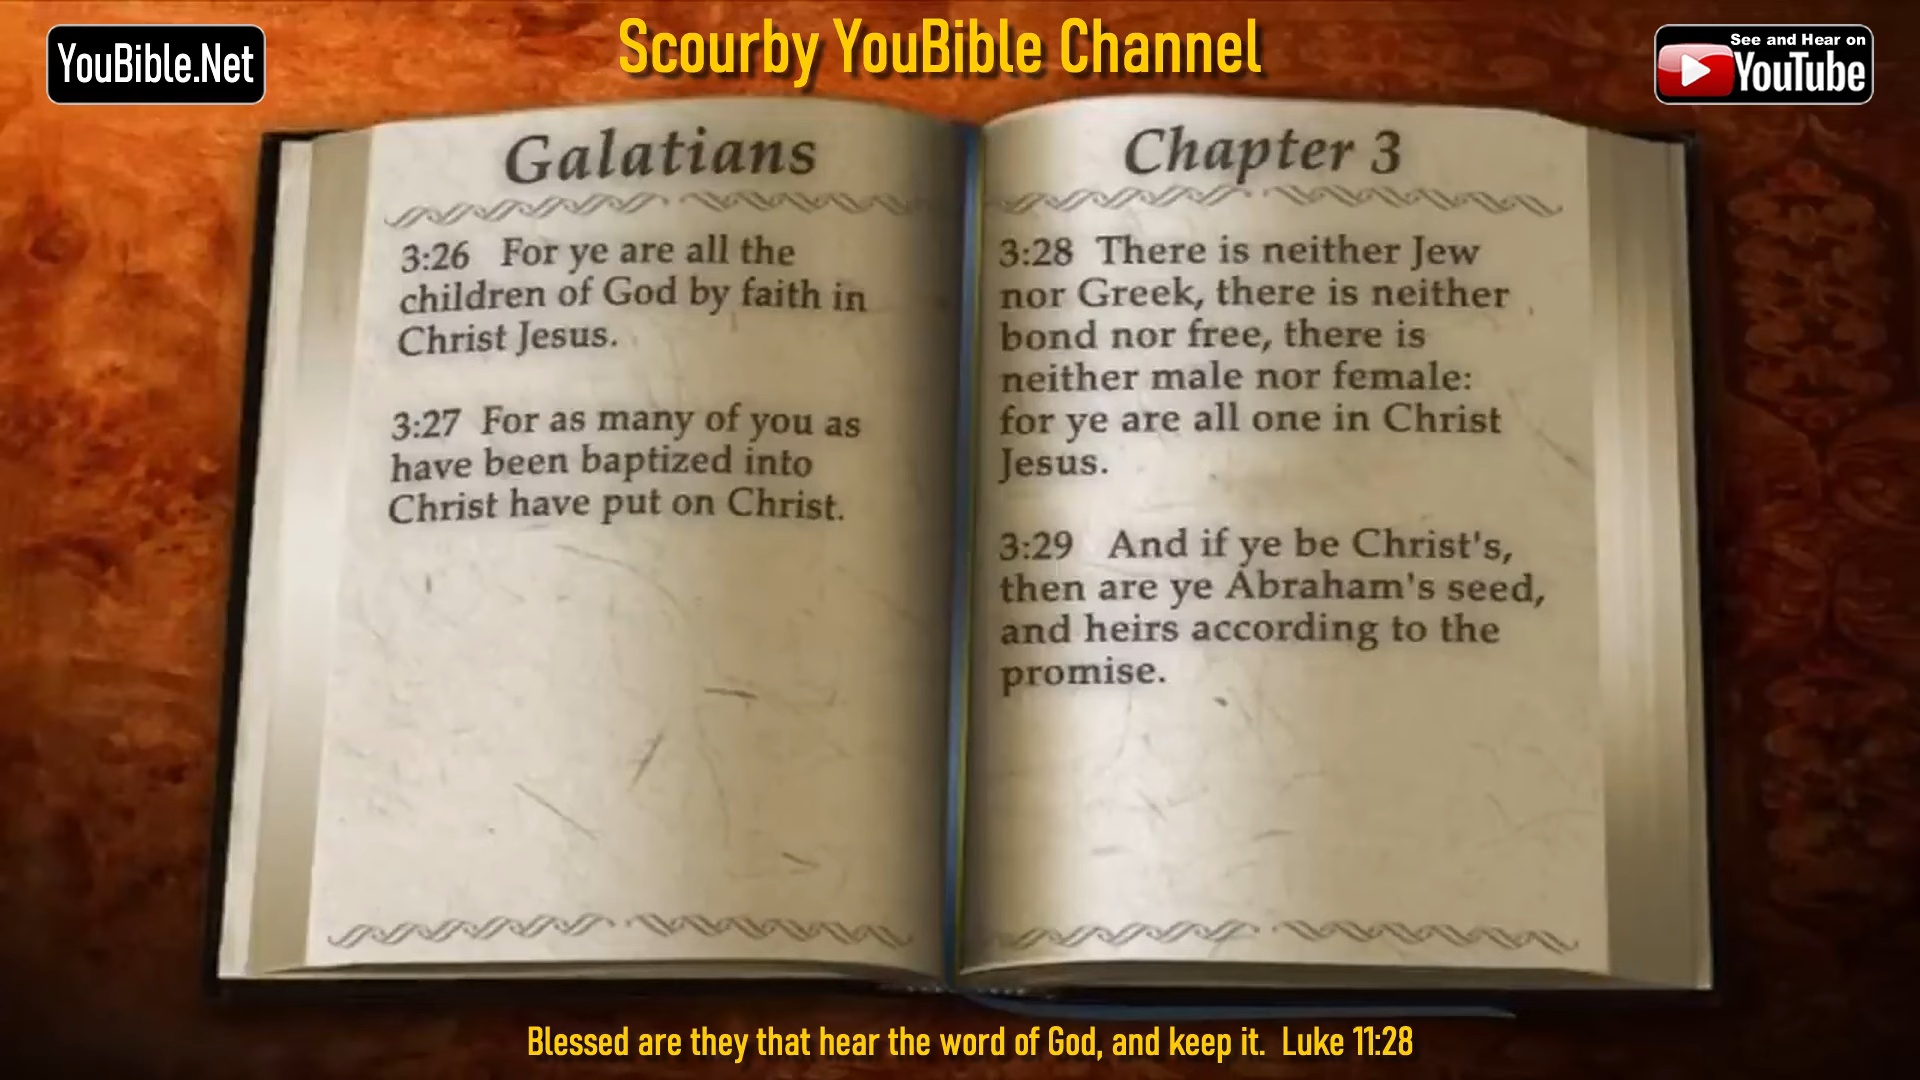 YouBible.Net
Scourby YouBible Channel
See and Hear on
YouTube
Galatians
3:26 For ye are all the
children of God by faith in
Christ Jesus.
3:27 For as many of you as
have been baptized into
Christ have put on Christ.
Chapter 3
3:28 There is neither Jew
nor Greek, there is neither
bond nor free, there is
neither male nor female:
for ye are all one in Christ
Jesus.
3:29 And if ye be Christ's,
then are ye Abraham's seed,
and heirs according to the
promise.
Blessed are they that hear the word of God, and keep it. Luke 11:28